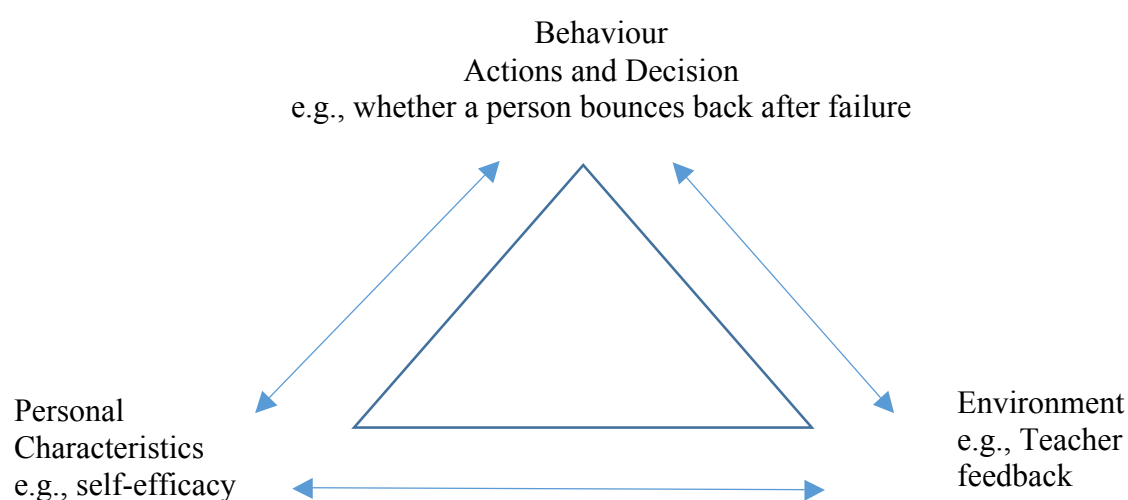 Behaviour
Actions and Decision
e.g., whether a person bounces back after failure
Personal
Characteristics
e.g., self-efficacy
Environment
e.g., Teacher
feedback